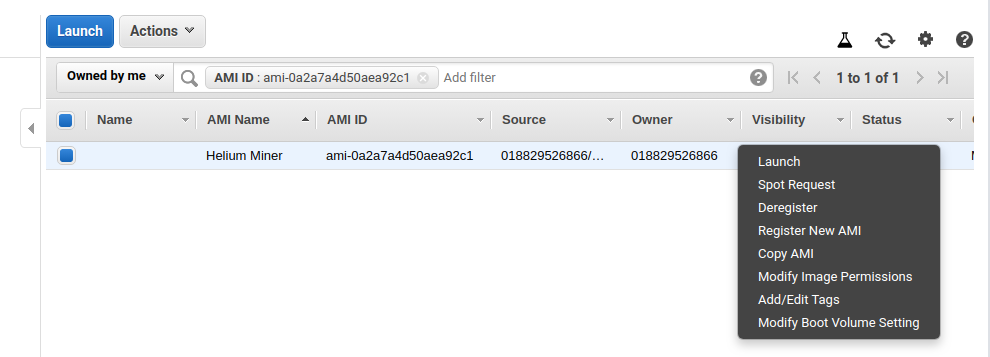 Launch Actions
Owned by me AMI ID : ami-0a2a7a4d50aea92c1 Add filter 1 to 1 of 1
Name AMI Name AMI ID Source Owner Visibility Status
Helium Miner ami-0a2a7a4d50aea92c1 018829526866/... 018829526866
Launch
Spot Request
Deregister
Register New AMI
Copy AMI
Modify Image Permissions
Add/Edit Tags
Modify Boot Volume Setting